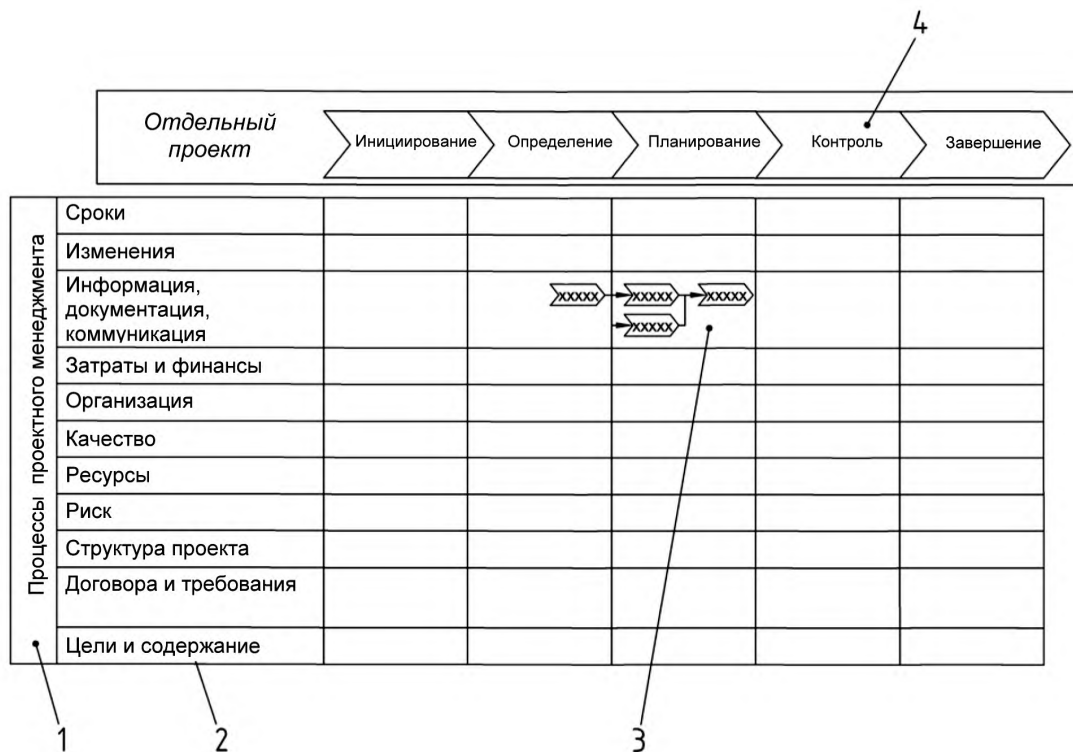 4
Отдельный
проект
Инициирование
Определение
Планирование
Контроль
Завершение
Процессы проектного менеджмента
Сроки
Изменения
Информация,
документация,
коммуникация
xxxxx
xxxxx
xxxxx
xxxxx
Затраты и финансы
Организация
Качество
Ресурсы
Риск
Структура проекта
Договора и требования
Цели и содержание
1
2
3